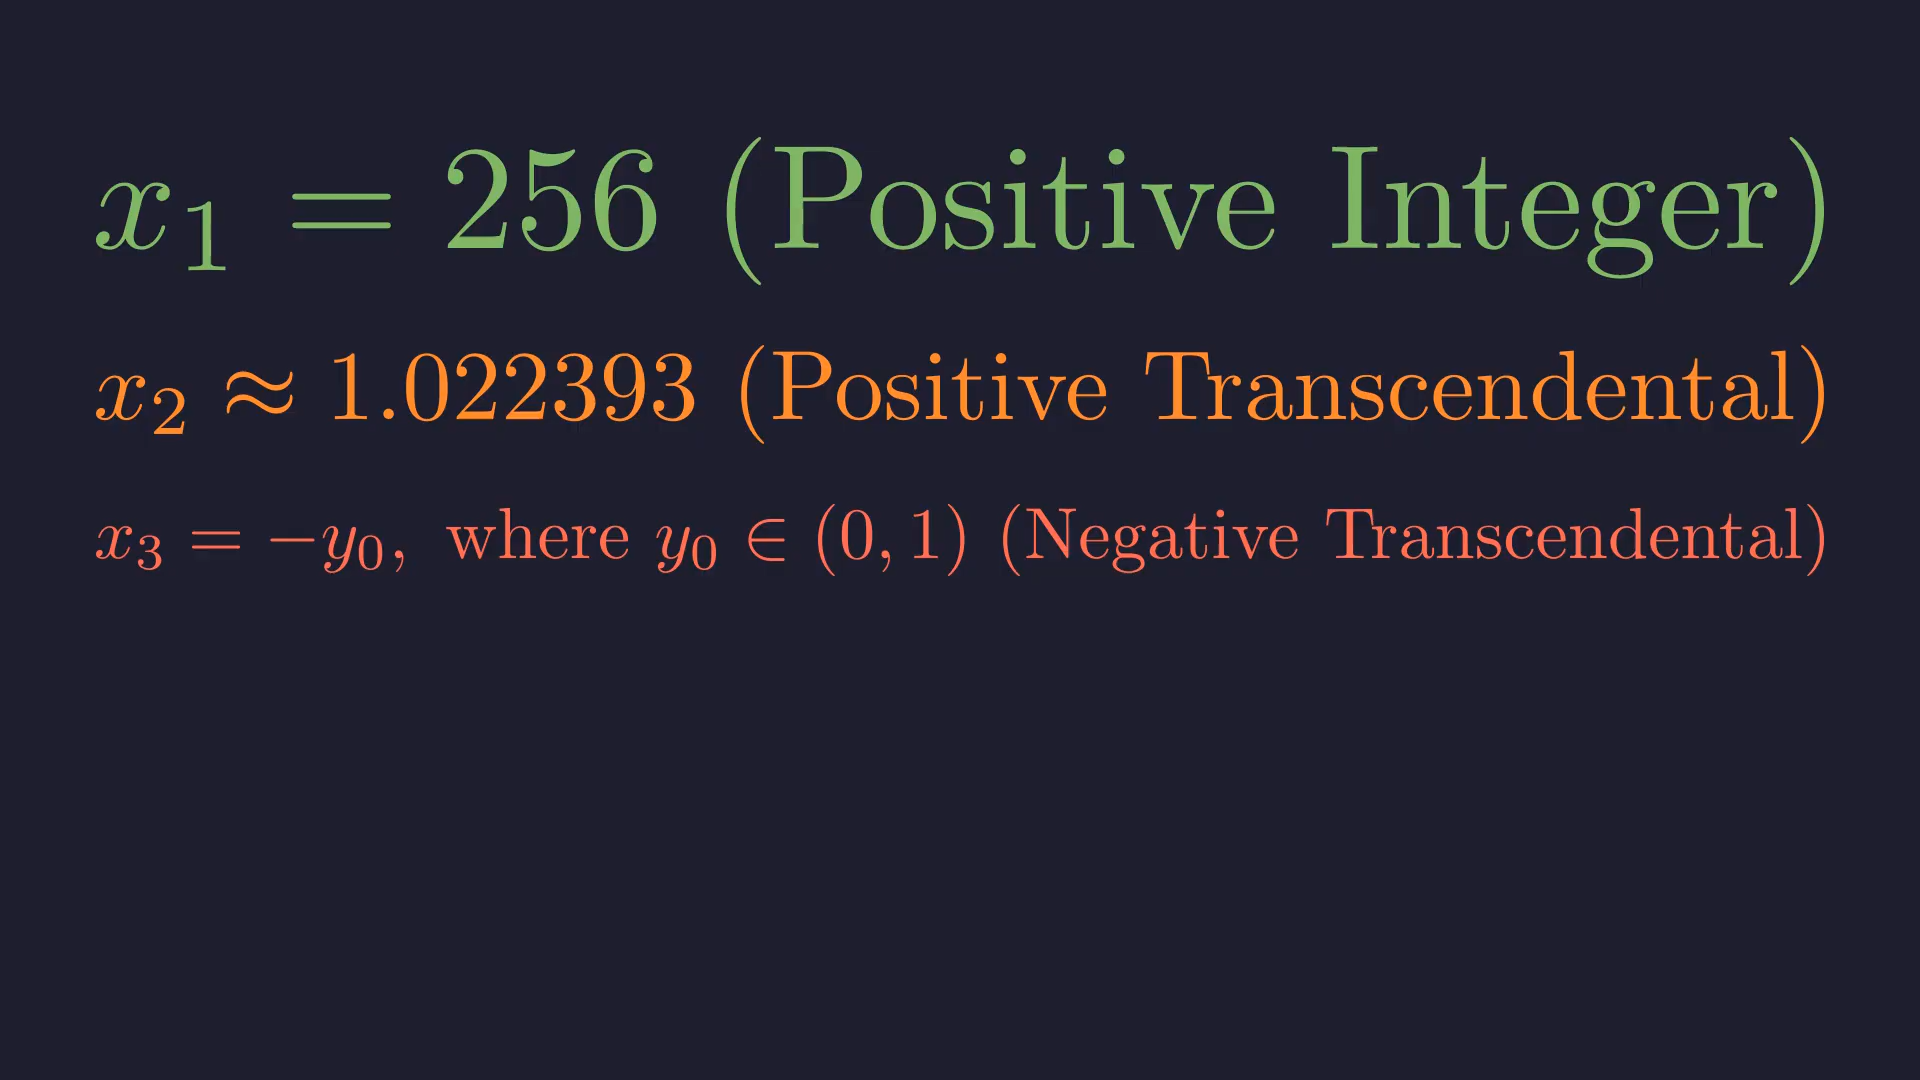 x₁ = 256 (Positive Integer)
x₂ ≈ 1.022393 (Positive Transcendental)
x₃ = −y₀, where y₀ ∈ (0, 1) (Negative Transcendental)